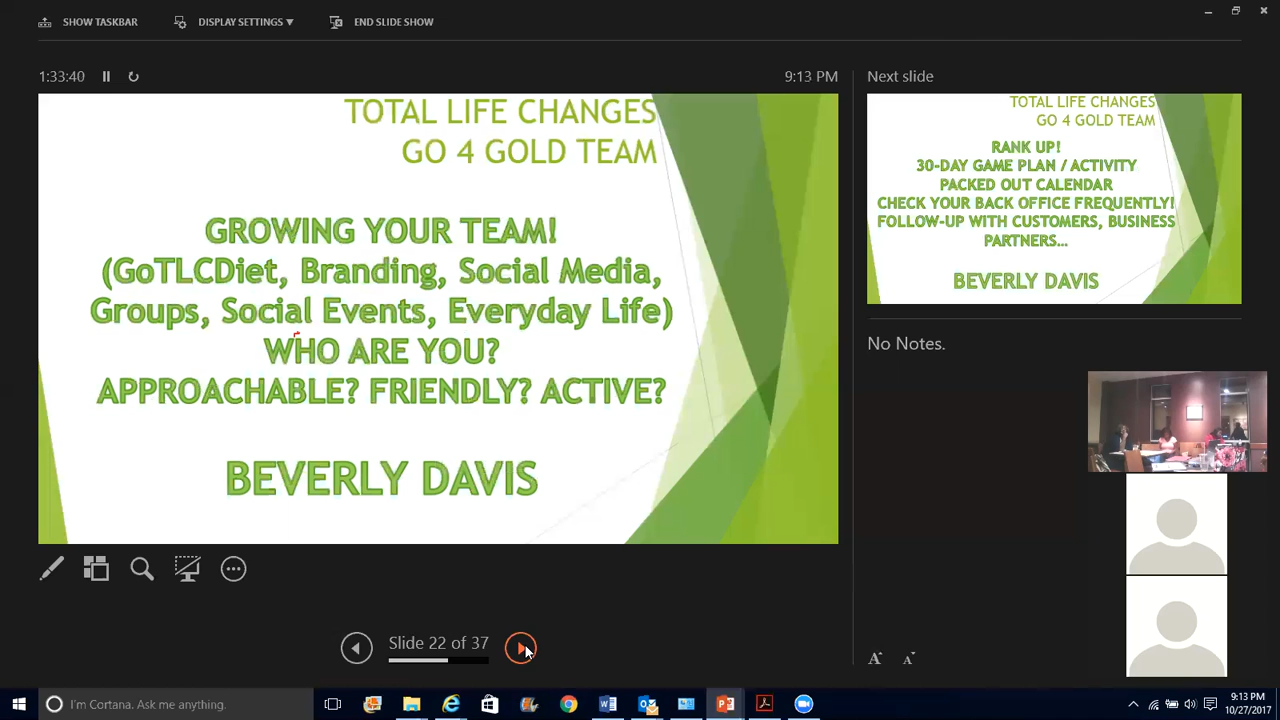 SHOW TASKBAR
DISPLAY SETTINGS ▼
END SLIDE SHOW
1:33:40
9:13 PM
TOTAL LIFE CHANGES
GO 4 GOLD TEAM
GROWING YOUR TEAM!
(GoTLCDiet, Branding, Social Media,
Groups, Social Events, Everyday Life)
WHO ARE YOU?
APPROACHABLE? FRIENDLY? ACTIVE?
BEVERLY DAVIS
Slide 22 of 37
Next slide
TOTAL LIFE CHANGES
GO 4 GOLD TEAM
RANK UP!
30-DAY GAME PLAN / ACTIVITY
PACKED OUT CALENDAR
CHECK YOUR BACK OFFICE FREQUENTLY!
FOLLOW-UP WITH CUSTOMERS, BUSINESS
PARTNERS...
BEVERLY DAVIS
No Notes.
A A
I'm Cortana. Ask me anything.
9:13 PM
10/27/2017